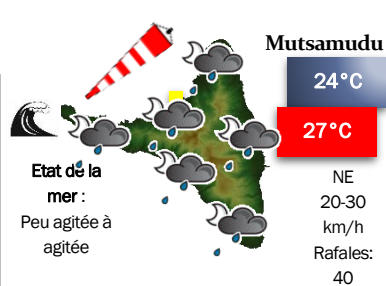 Mutsamudu
24°C
27°C
NE
20-30
km/h
Rafales:
40
Etat de la
mer :
Peu agitée à
agitée